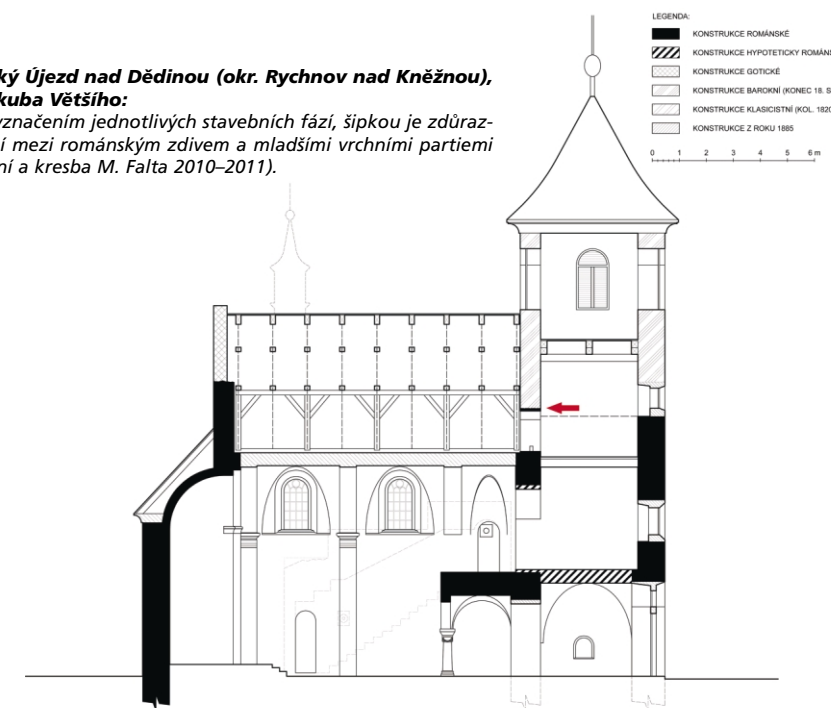 ký Újezd nad Dědinou (okr. Rychnov nad Kněžnou),
kuba Většího:
yznačením jednotlivých stavebních fází, šipkou je zdůraz-
í mezi románským zdivem a mladšími vrchními partiemi
ní a kresba M. Falta 2010–2011).
LEGENDA:
KONSTRUKCE ROMÁNSKÉ
KONSTRUKCE HYPOTETICKY ROMÁNS
KONSTRUKCE GOTICKÉ
KONSTRUKCE BAROKNÍ (KONEC 18. S
KONSTRUKCE KLASICISTNÍ (KOL. 1820
KONSTRUKCE Z ROKU 1885
0 1 2 3 4 5 6 m